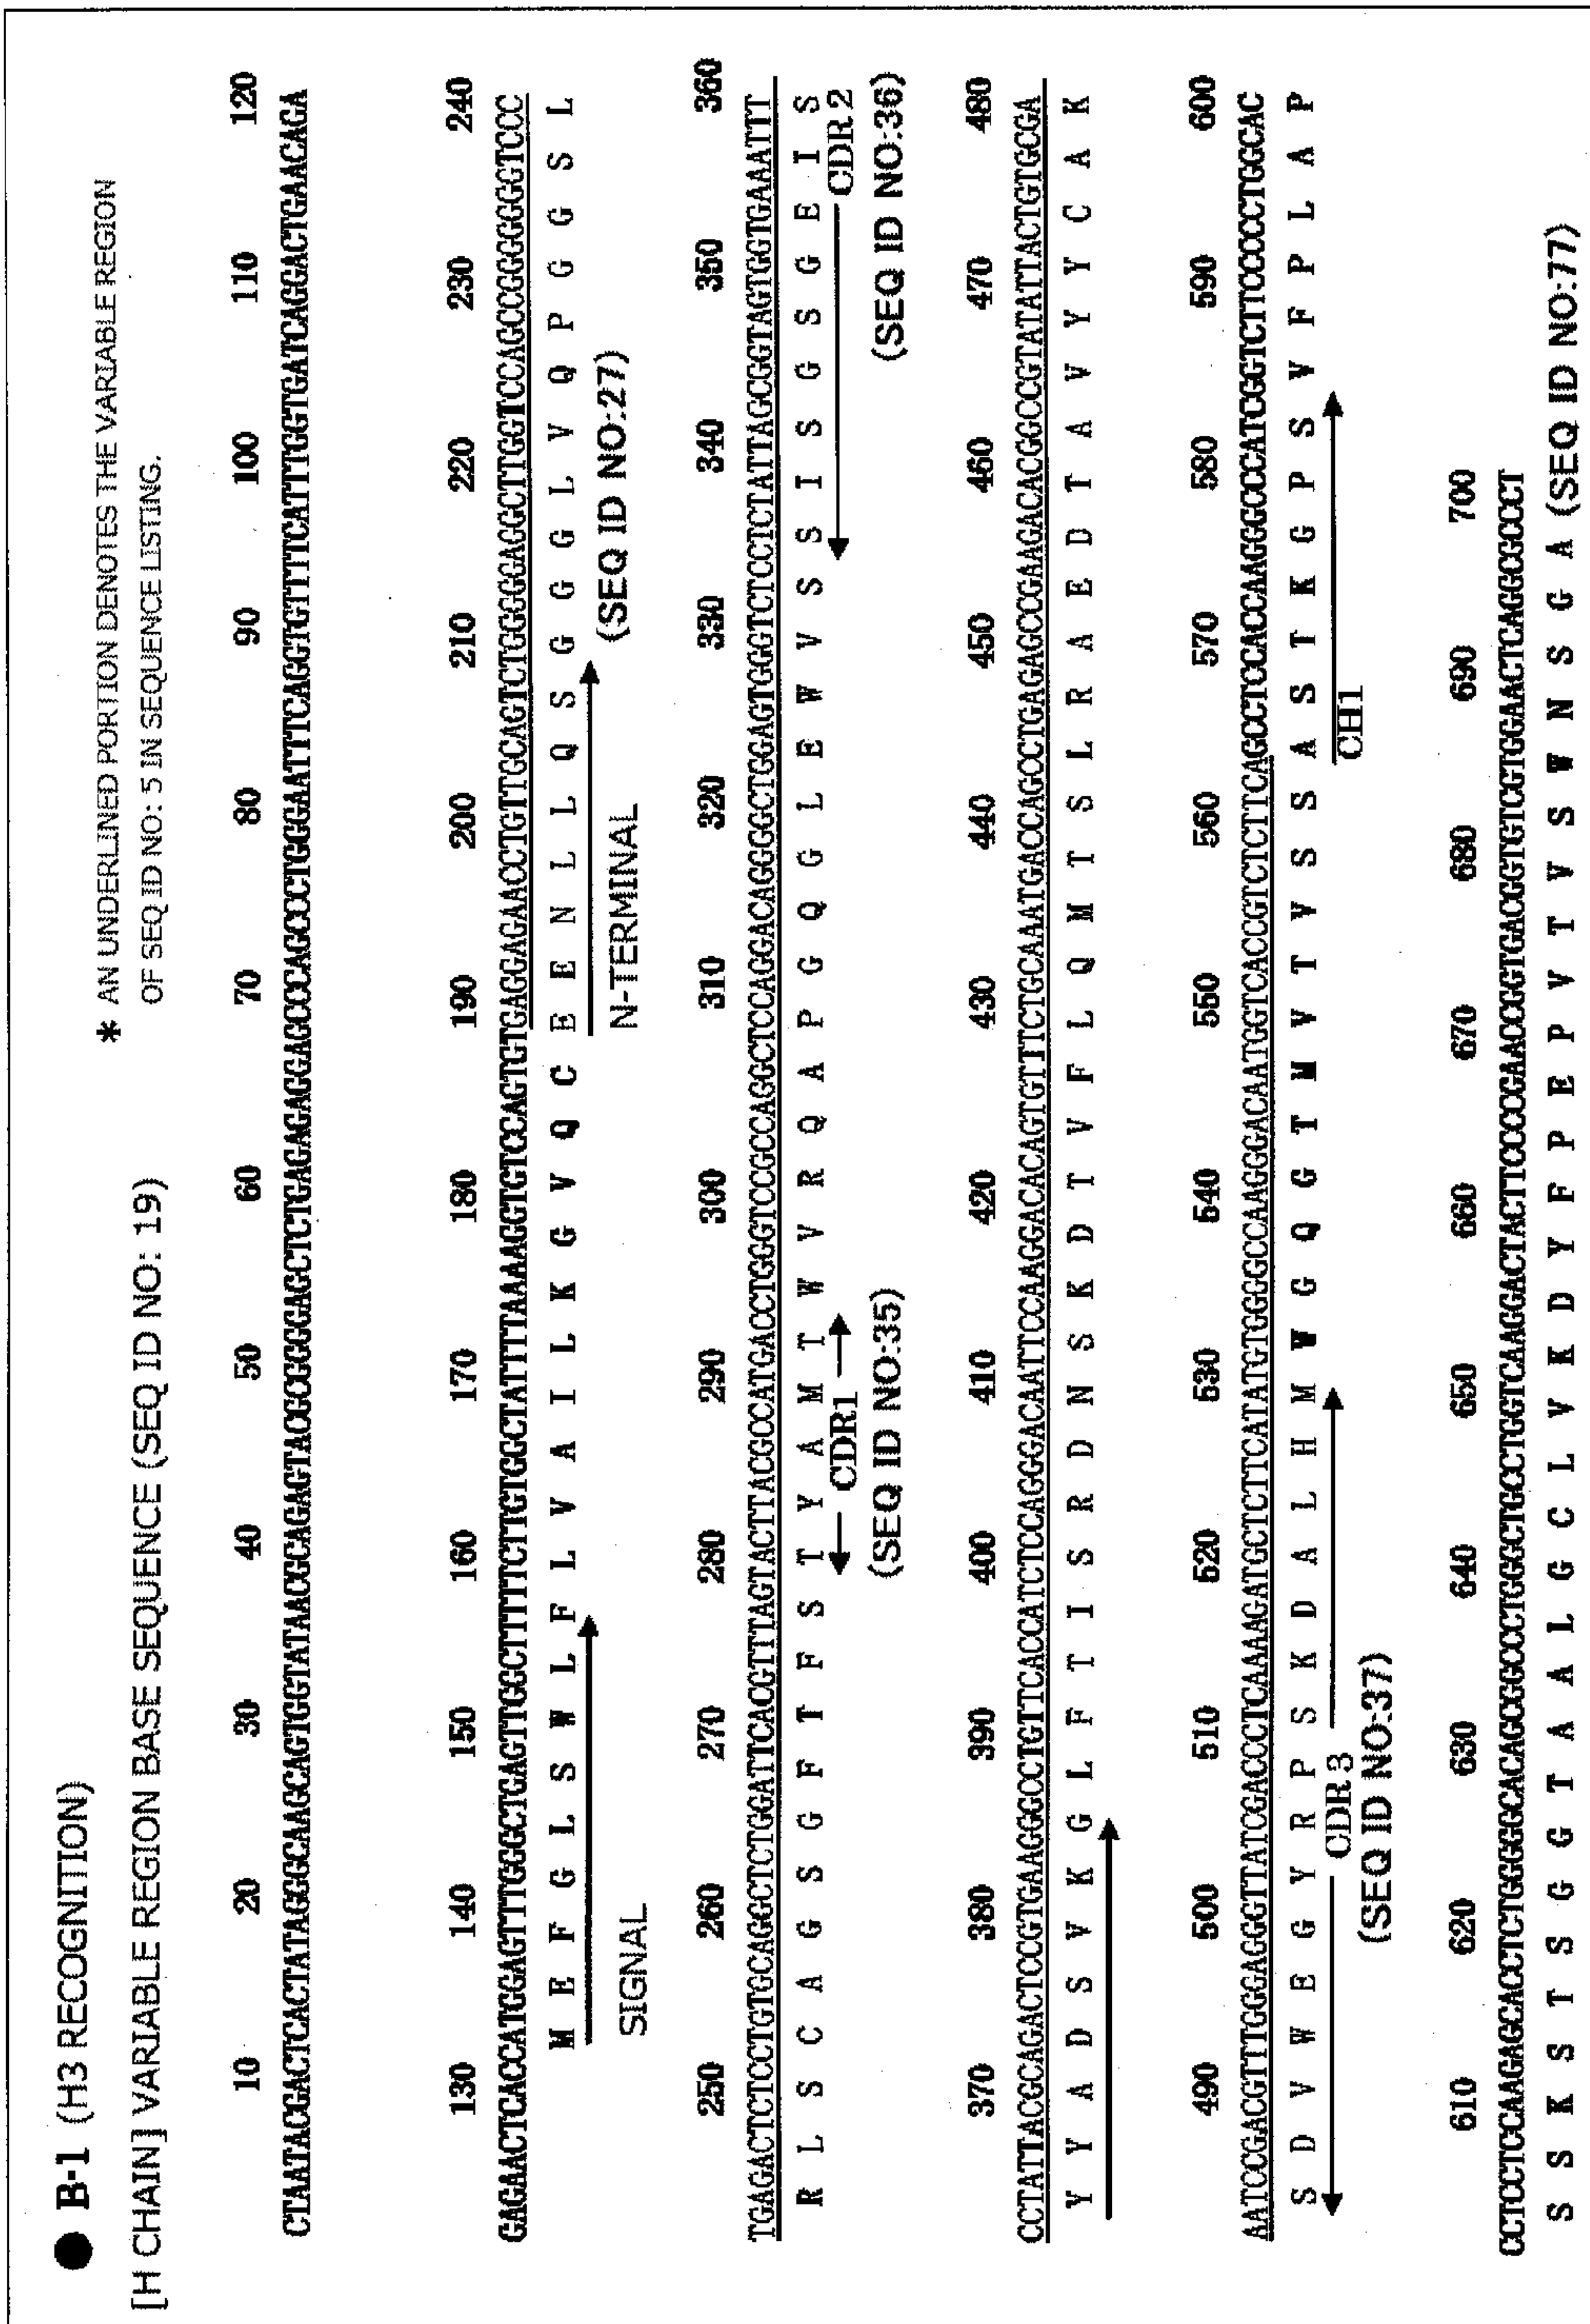 ● B-1 (H3 RECOGNITION)
* AN UNDERLINED PORTION DENOTES THE VARIABLE REGION
OF SEQ ID NO: 5 IN SEQUENCE LISTING.
[H CHAIN] VARIABLE REGION BASE SEQUENCE (SEQ ID NO: 19)
10 20 30 40 50 60 70 80 90 100 110 120
CTAATACGACTCACTATAGGGCAAGCAGTGGTATAACGCAGAGTACGCGGGGAGCTCTGAGAGAGGAGCCCAGCCCTGGGAATTTCAGGTGTTTTCATTTGGTGATCAGGACTGAACAGA
130 140 150 160 170 180 190 200 210 220 230 240
GAGAACTCACCATGGAGTTTGGGCTGAGTTGGCTTTTTCTTGTGGCTATTTTAAAAGGTGTCCAGTGTGAGGAGAACCTGTTGCAGTCTGGGGGAGGCTTGGTCCAGCCGGGGGGGTCCC
M E F G L S W L F L V A I L K G V Q C E E N L L Q S G G G L V Q P G G S L
SIGNAL N-TERMINAL (SEQ ID NO:27)
250 260 270 280 290 300 310 320 330 340 350 360
TGAGACTCTCCTGTGCAGGCTCTGGATTCACGTTTAGTACTTACGCCATGACCTGGGTCCGCCAGGCTCCAGGACAGGGGCTGGAGTGGGTCTCCTCTATTAGCGGTAGTGGTGAAATTT
R L S C A G S G F T F S T Y A M T W V R Q A P G Q G L E W V S S I S G S G E I S
CDR1 CDR 2
(SEQ ID NO:35) (SEQ ID NO:36)
370 380 390 400 410 420 430 440 450 460 470 480
CCTATTACGCAGACTCCGTGAAGGGCCTGTTCACCATCTCCAGGGACAATTCCAAGGACACAGTGTTTCTGCAAATGACCAGCCTGAGAGCCGAAGACACGGCCGTATATTACTGTGCGA
Y Y A D S V K G L F T I S R D N S K D T V F L Q M T S L R A E D T A V Y Y C A K
490 500 510 520 530 540 550 560 570 580 590 600
AATCCGACGTTTGGGAGGGTTATCGACCCTCAAAAGATGCTCTTCATATGTGGGGCCAAGGGACAATGGTCACCGTCTCTTCAGCCTCCACCAAGGGCCCATCGGTCTTCCCCCTGGCAC
S D V W E G Y R P S K D A L H M W G Q G T M V T V S S A S T K G P S V F P L A P
CDR 3 CH1
(SEQ ID NO:37)
610 620 630 640 650 660 670 680 690 700
CCTCCTCCAAGAGCACCTCTGGGGGCACAGCGGCCCTGGGCTGCCTGGTCAAGGACTACTTCCCCGAACCGGTGACGGTGTCGTGGAACTCAGGCGCCCT
S S K S T S G G T A A L G C L V K D Y F P E P V T V S W N S G A (SEQ ID NO:77)